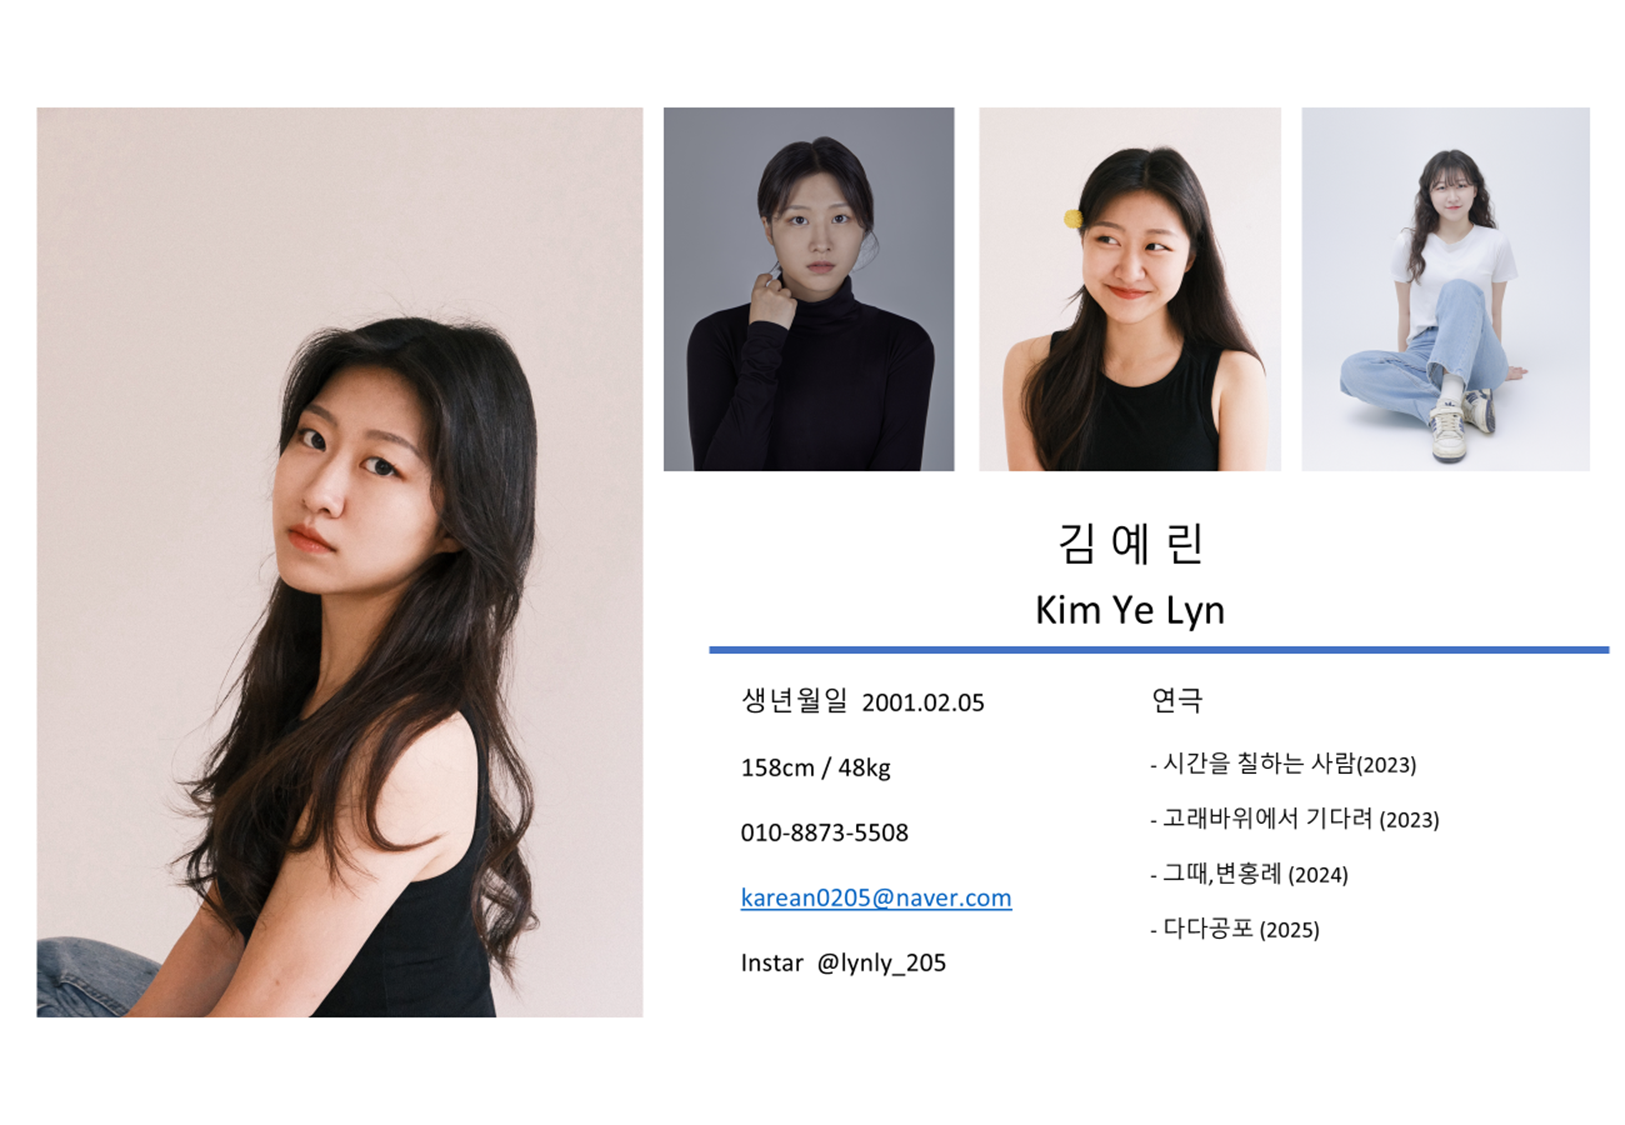 김 예 린
Kim Ye Lyn
생년월일 2001.02.05
158cm / 48kg
010-8873-5508
karean0205@naver.com
Instar @lynly_205
연극
- 시간을 칠하는 사람(2023)
- 고래바위에서 기다려 (2023)
- 그때,변홍례 (2024)
- 다다공포 (2025)